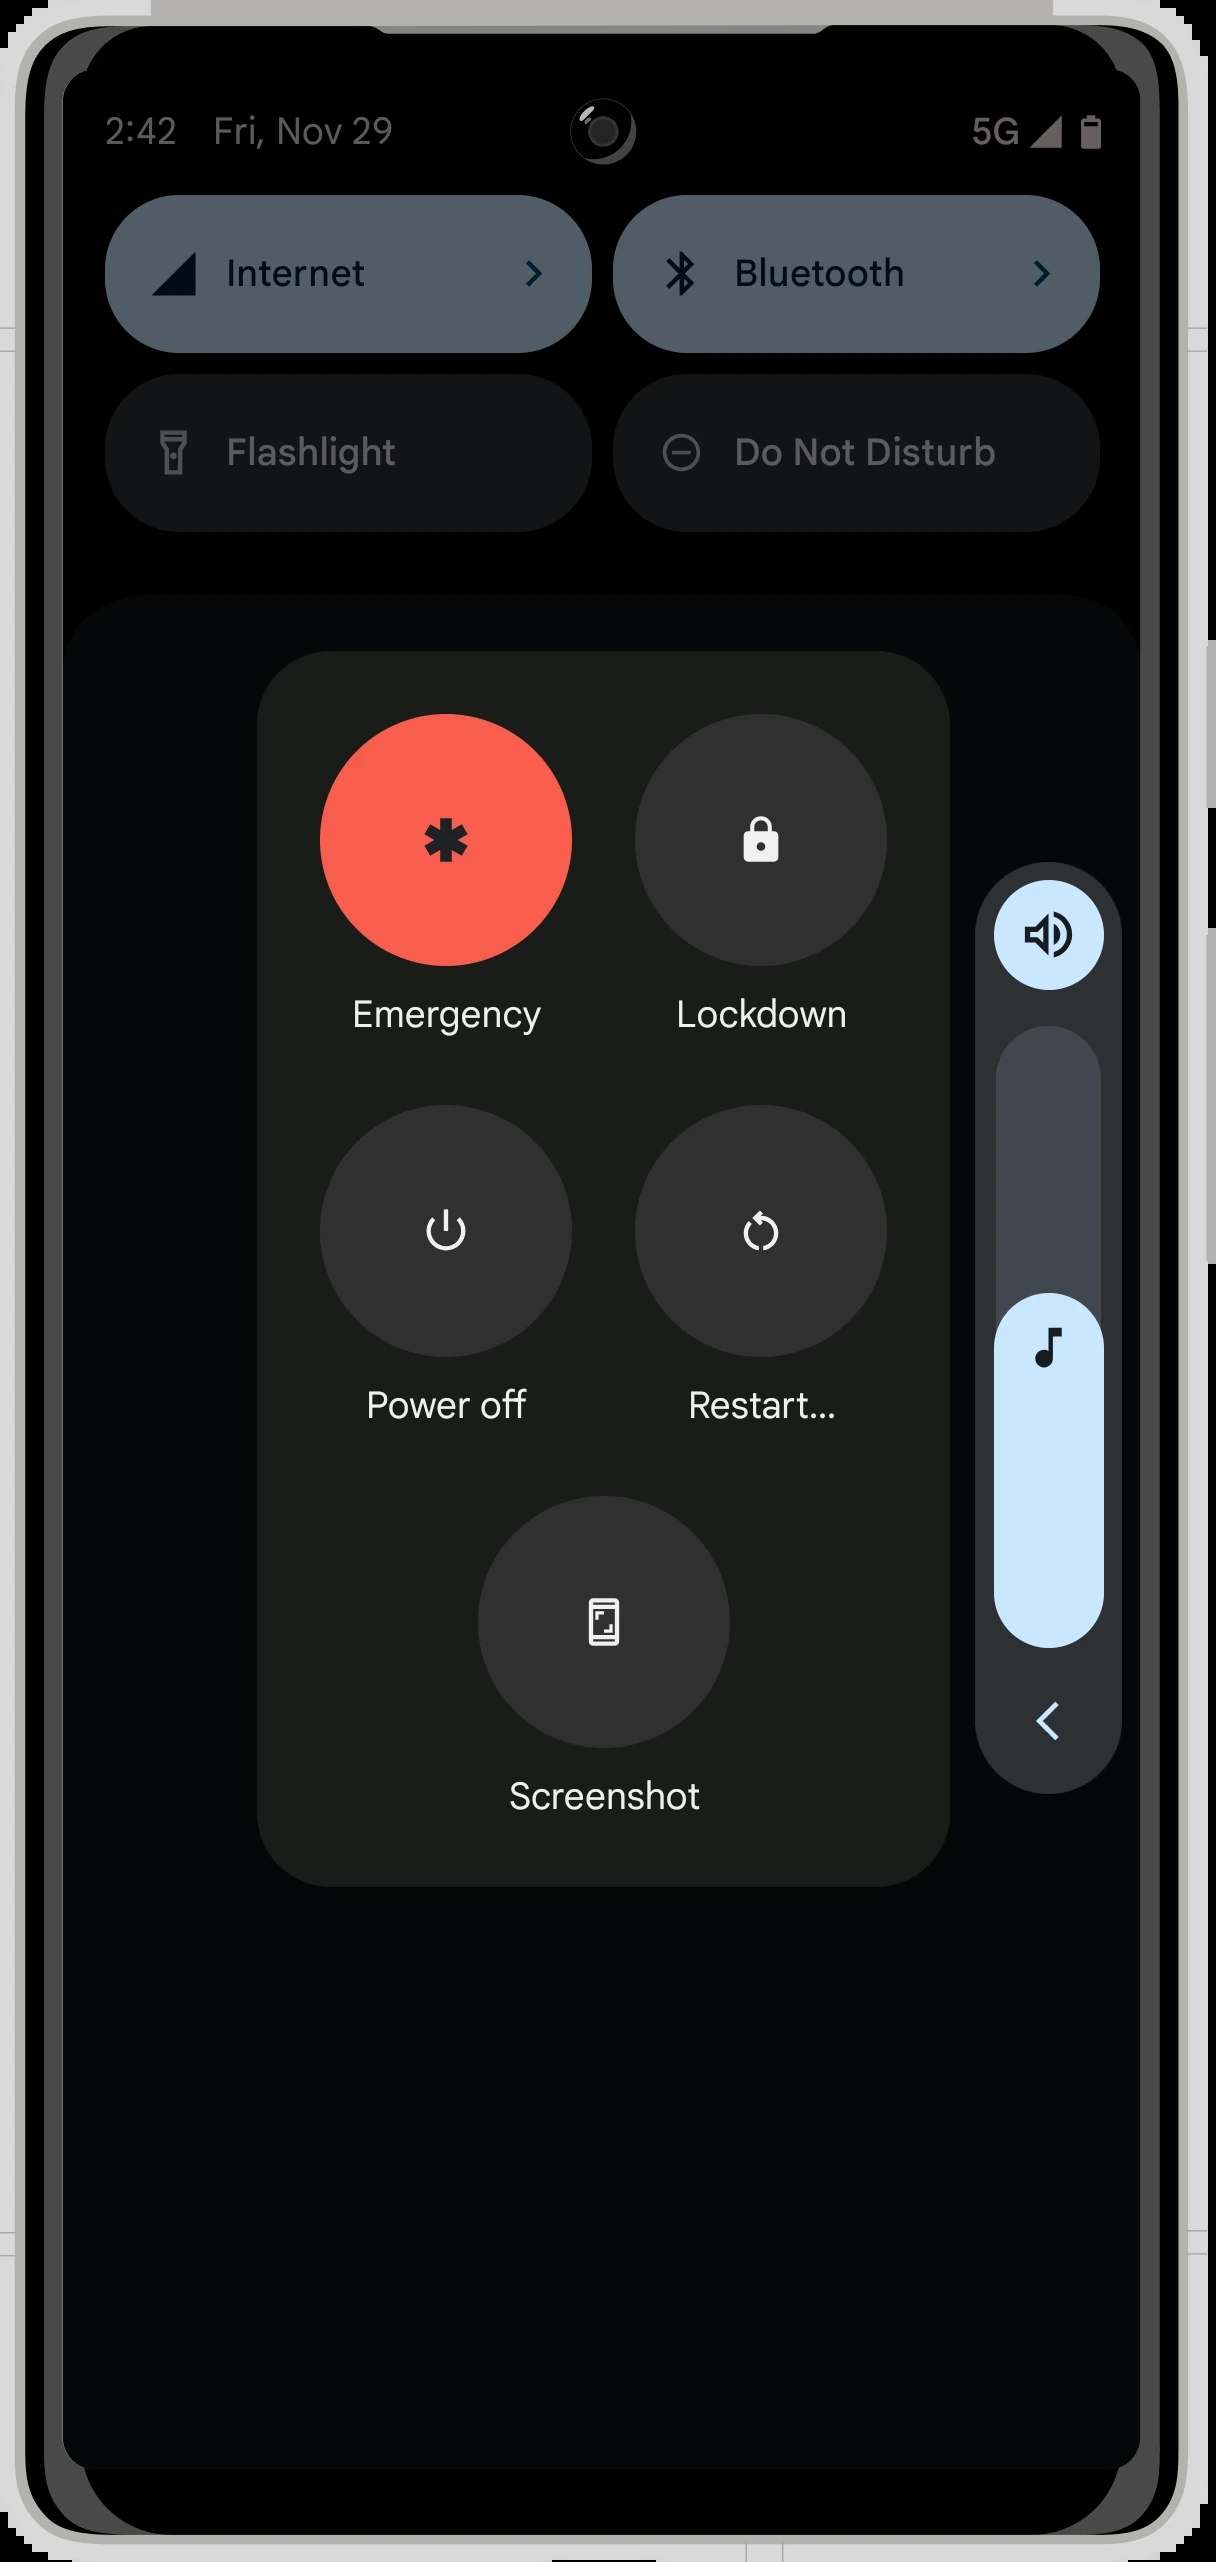 2:42 Fri, Nov 29 5G
Internet Bluetooth
Flashlight Do Not Disturb
Emergency Lockdown
Power off Restart...
Screenshot